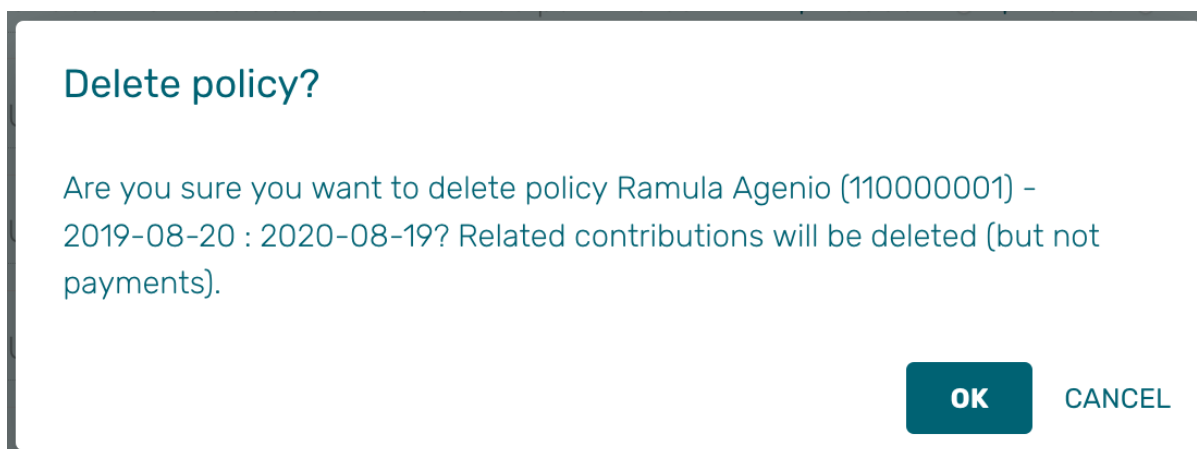 Delete policy?
Are you sure you want to delete policy Ramula Agenio (110000001) -
2019-08-20 : 2020-08-19? Related contributions will be deleted (but not
payments).
OK CANCEL